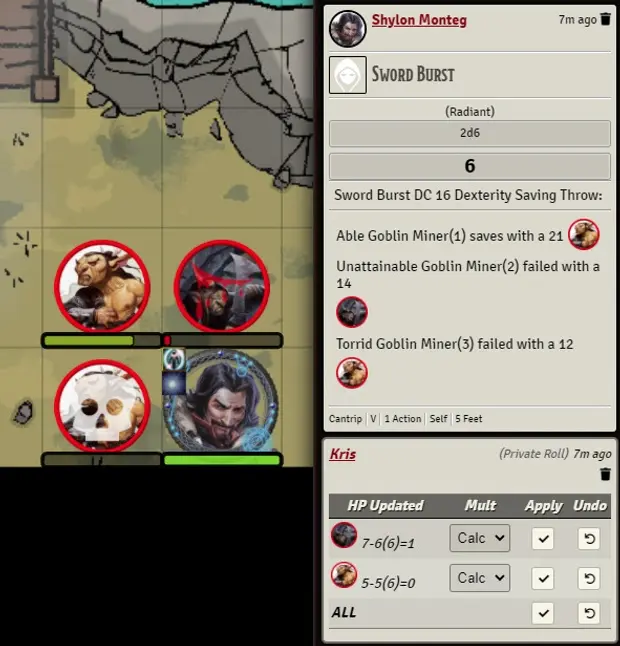 Shylon Monteg
7m ago
SWORD BURST
(Radiant)
2d6
6
Sword Burst DC 16 Dexterity Saving Throw:
Able Goblin Miner(1) saves with a 21
Unattainable Goblin Miner(2) failed with a
14
Torrid Goblin Miner(3) failed with a 12
Cantrip V 1 Action Self 5 Feet
Kris
(Private Roll) 7m ago
HP Updated Mult Apply Undo
7-6(6)=1 Calc
5-5(6)=0 Calc
ALL